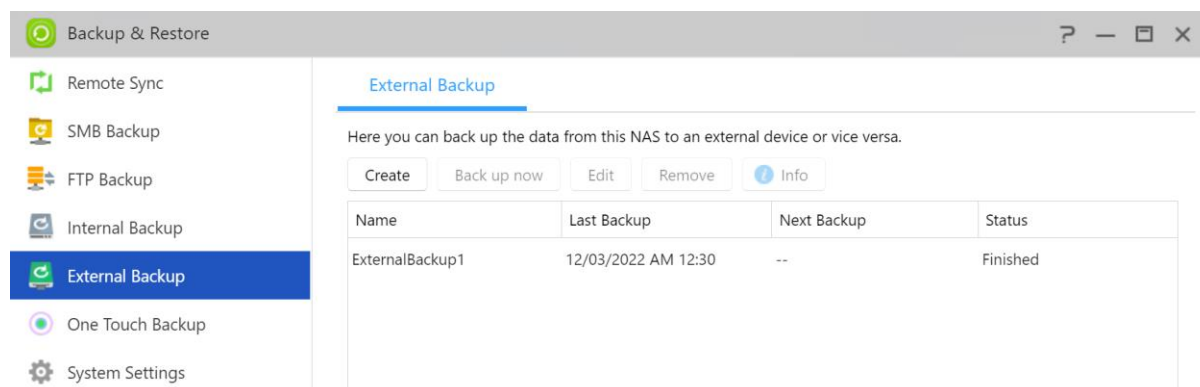 Backup & Restore
Remote Sync
SMB Backup
FTP Backup
Internal Backup
External Backup
One Touch Backup
System Settings
External Backup
Here you can back up the data from this NAS to an external device or vice versa.
Create Back up now Edit Remove Info
Name Last Backup Next Backup Status
ExternalBackup1 12/03/2022 AM 12:30 -- Finished